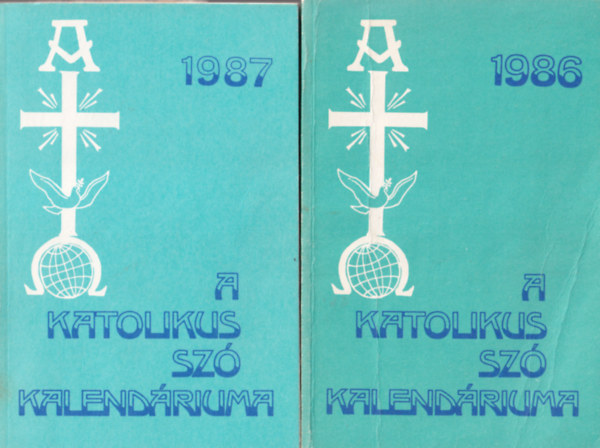 Α
1987
Ω
A
KATOLIKUS
SZÓ
KALENDÁRIUMA
Α
1986
Ω
A
KATOLIKUS
SZÓ
KALENDÁRIUMA